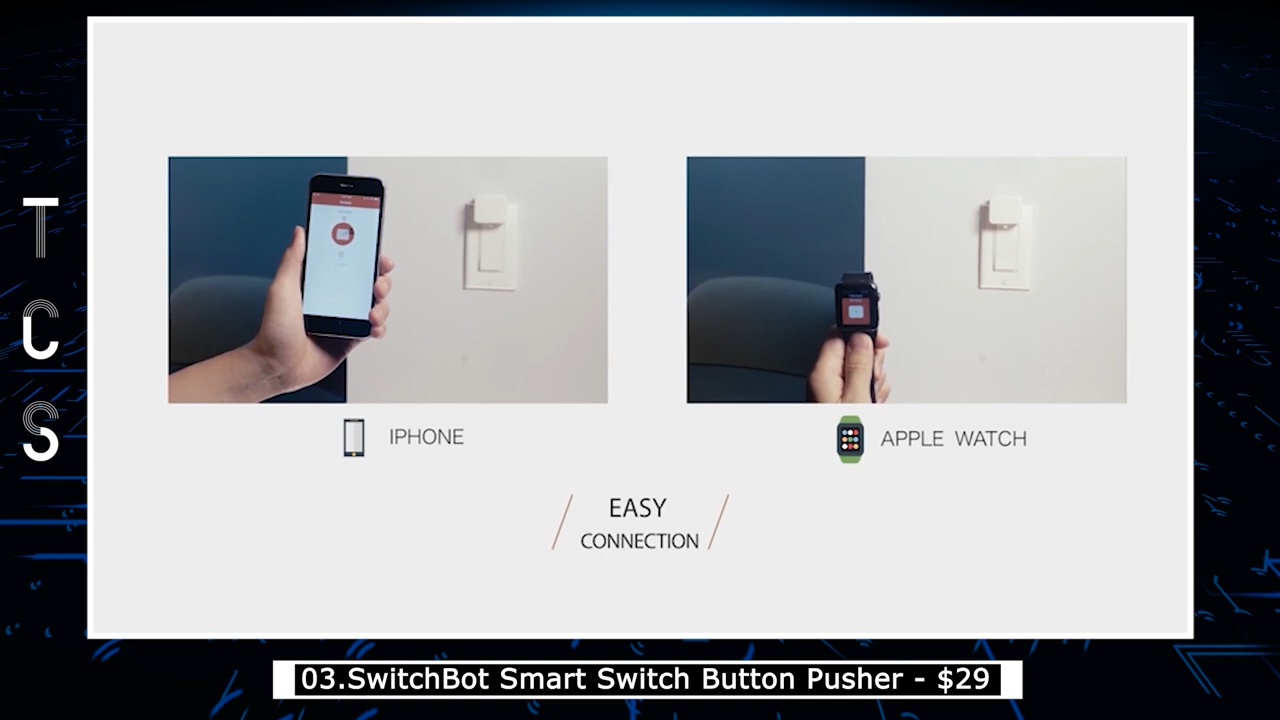 T
C
S
IPHONE
APPLE WATCH
EASY
CONNECTION
03.SwitchBot Smart Switch Button Pusher - $29